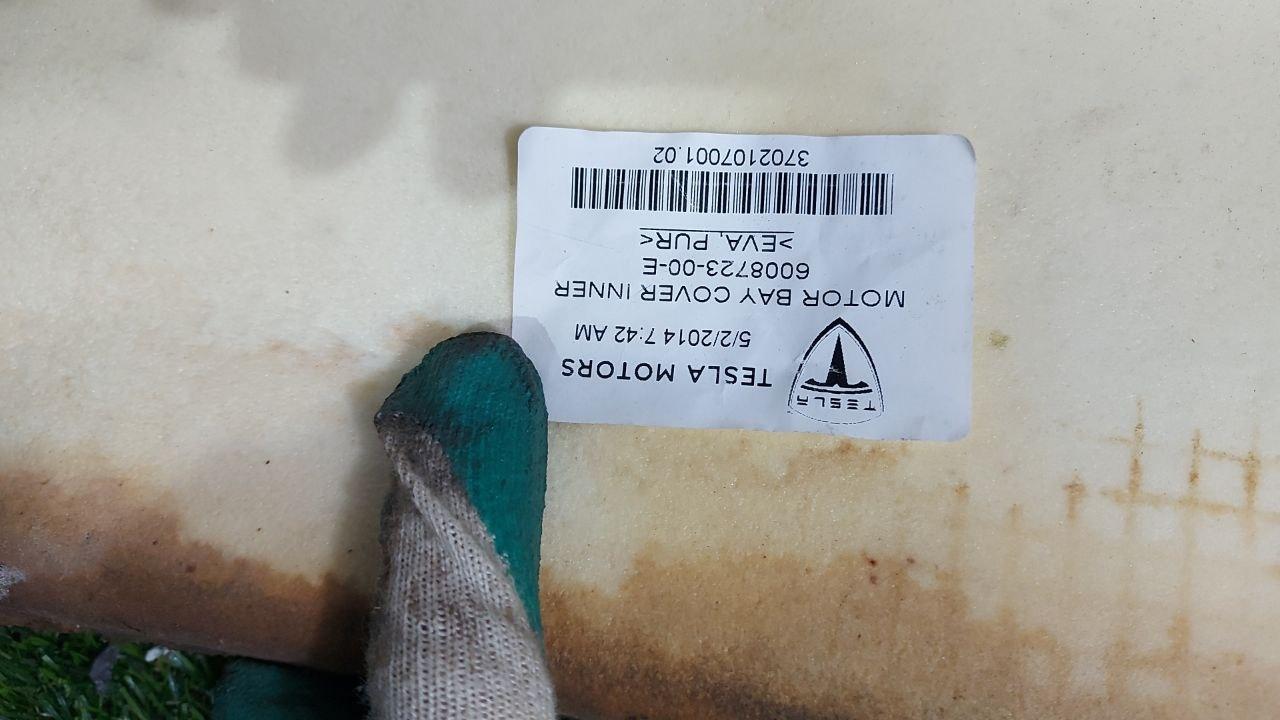 TESLA
TESLA MOTORS
5/2/2014 7:42 AM
MOTOR BAY COVER INNER
6008723-00-E
>EVA, PUR<
3702107001.02